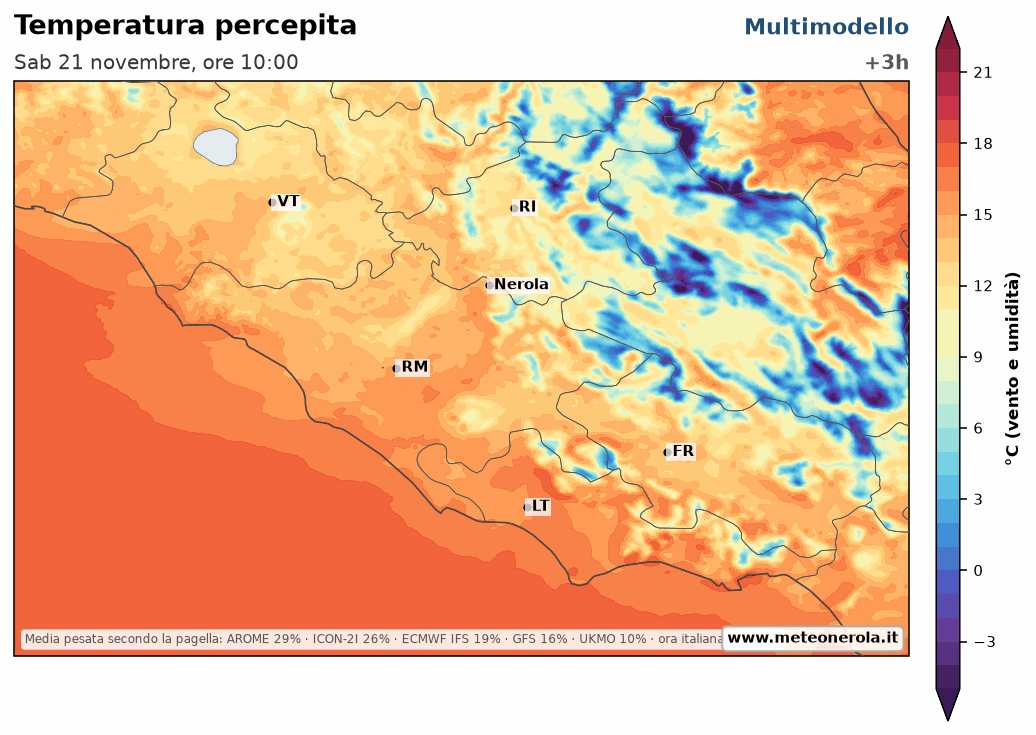 Temperatura percepita
Multimodello
Sab 21 novembre, ore 10:00
+3h
21
18
15
12
9
6
3
0
−3
°C (vento e umidità)
VT
RI
Nerola
RM
FR
LT
Media pesata secondo la pagella: AROME 29% · ICON-2I 26% · ECMWF IFS 19% · GFS 16% · UKMO 10% · ora italiana
www.meteonerola.it